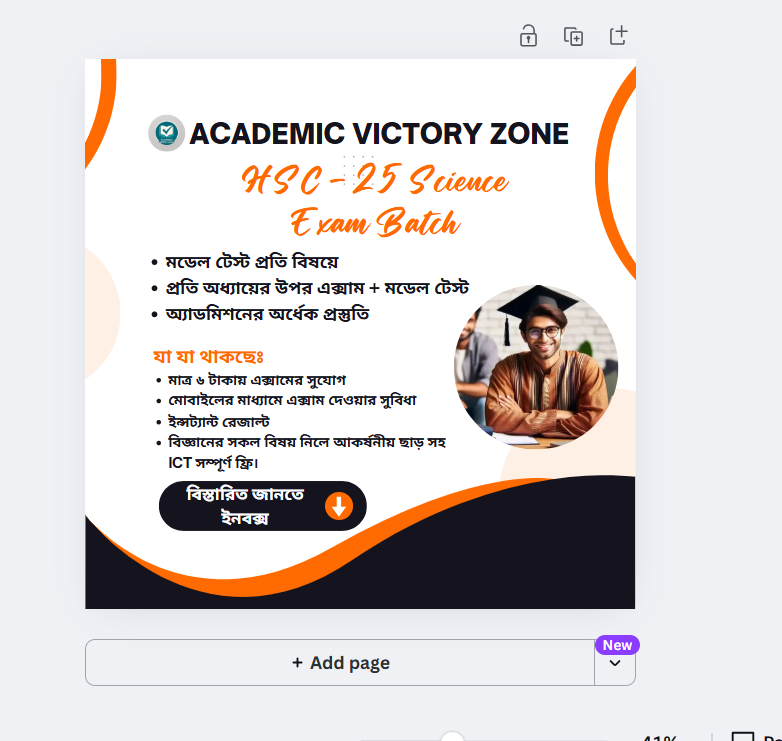 ACADEMIC VICTORY ZONE
HSC-25 Science
Exam Batch
• মডেল টেস্ট প্রতি বিষয়ে
• প্রতি অধ্যায়ের উপর এক্সাম + মডেল টেস্ট
• অ্যাডমিশনের অর্ধেক প্রস্তুতি
যা যা থাকছেঃ
• মাত্র ৬ টাকায় এক্সামের সুযোগ
• মোবাইলের মাধ্যমে এক্সাম দেওয়ার সুবিধা
• ইন্সট্যান্ট রেজাল্ট
• বিজ্ঞানের সকল বিষয় নিলে আকর্ষনীয় ছাড় সহ
ICT সম্পূর্ণ ফ্রি।
বিস্তারিত জানতে
ইনবক্স
New
+ Add page